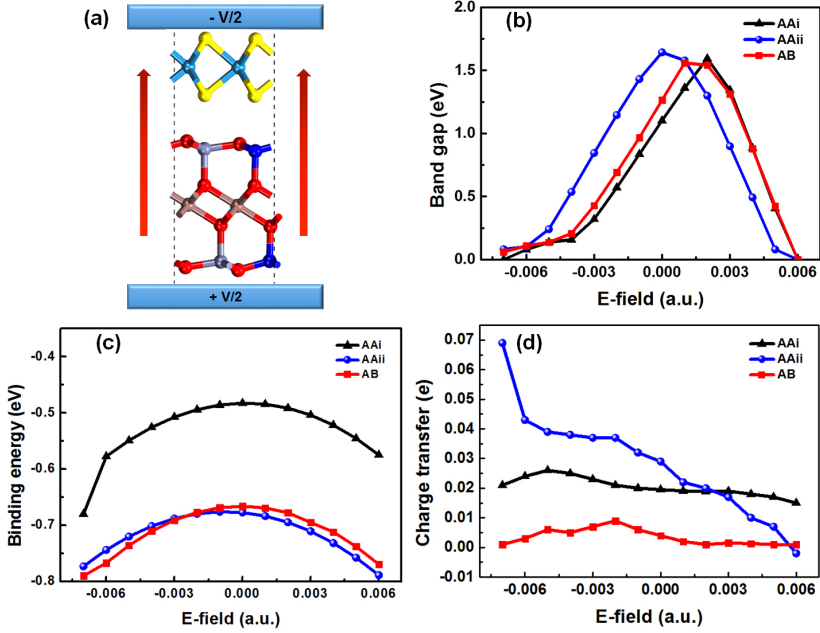 (a)
- V/2
+ V/2
(b)
AAi
AAii
AB
Band gap (eV)
2.0
1.5
1.0
0.5
0.0
-0.006 -0.003 0.000 0.003 0.006
E-field (a.u.)
(c)
AAi
AAii
AB
Binding energy (eV)
-0.4
-0.5
-0.6
-0.7
-0.8
-0.006 -0.003 0.000 0.003 0.006
E-field (a.u.)
(d)
AAi
AAii
AB
Charge transfer (e)
0.07
0.06
0.05
0.04
0.03
0.02
0.01
0.00
-0.01
-0.006 -0.003 0.000 0.003 0.006
E-field (a.u.)